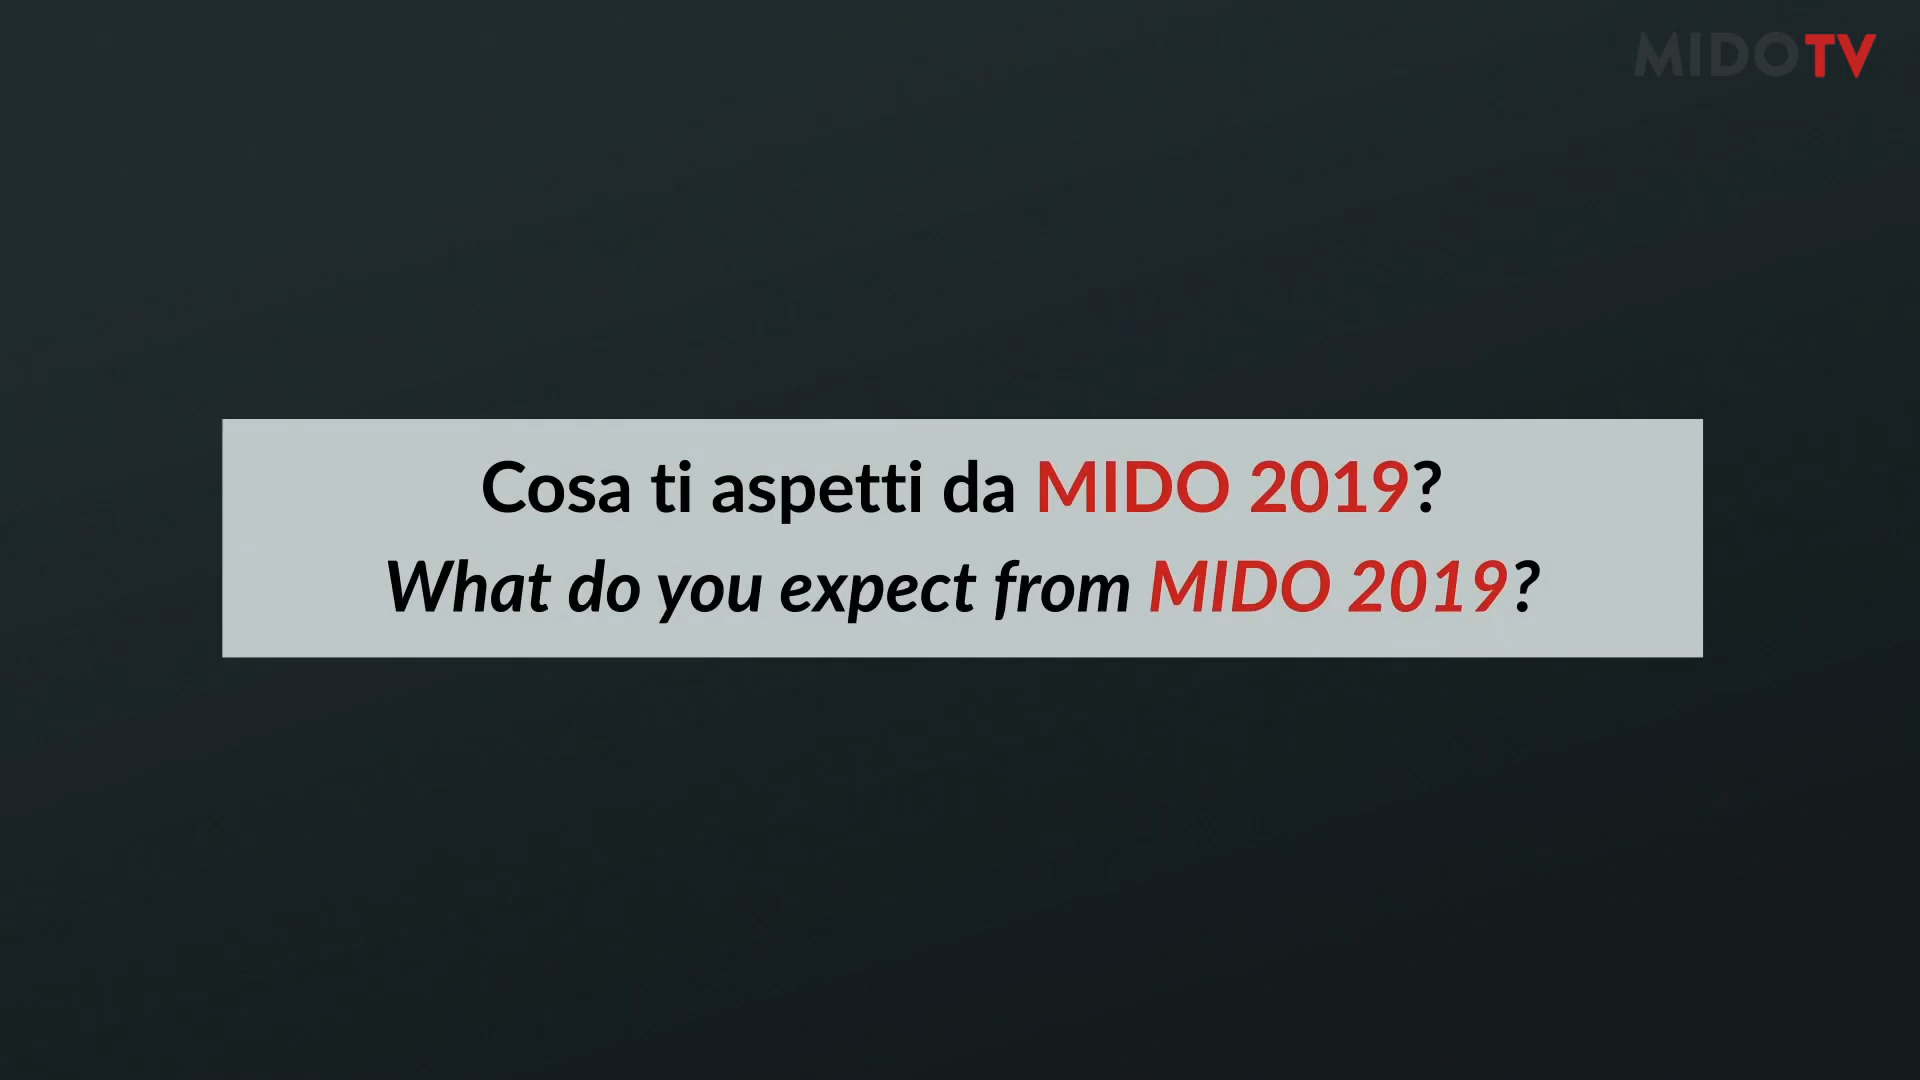 MIDOTV
Cosa ti aspetti da MIDO 2019?
What do you expect from MIDO 2019?